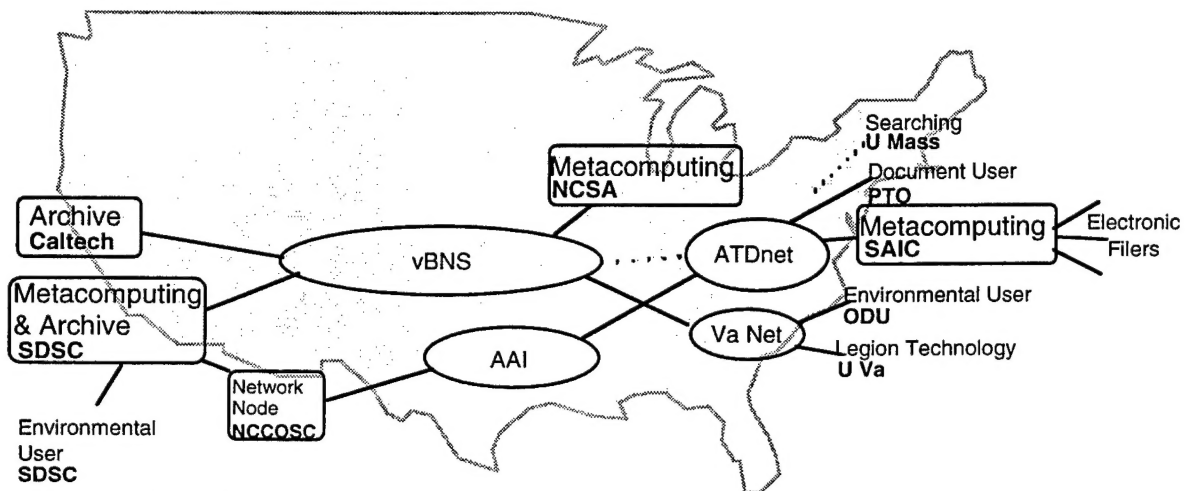 Searching
U Mass
Metacomputing
NCSA
Document User
PTO
Archive
Caltech
vBNS
ATDnet
Metacomputing
SAIC
Electronic
Filers
Metacomputing
& Archive
SDSC
Environmental User
ODU
Va Net
AAI
Legion Technology
U Va
Network
Node
NCCOSC
Environmental
User
SDSC